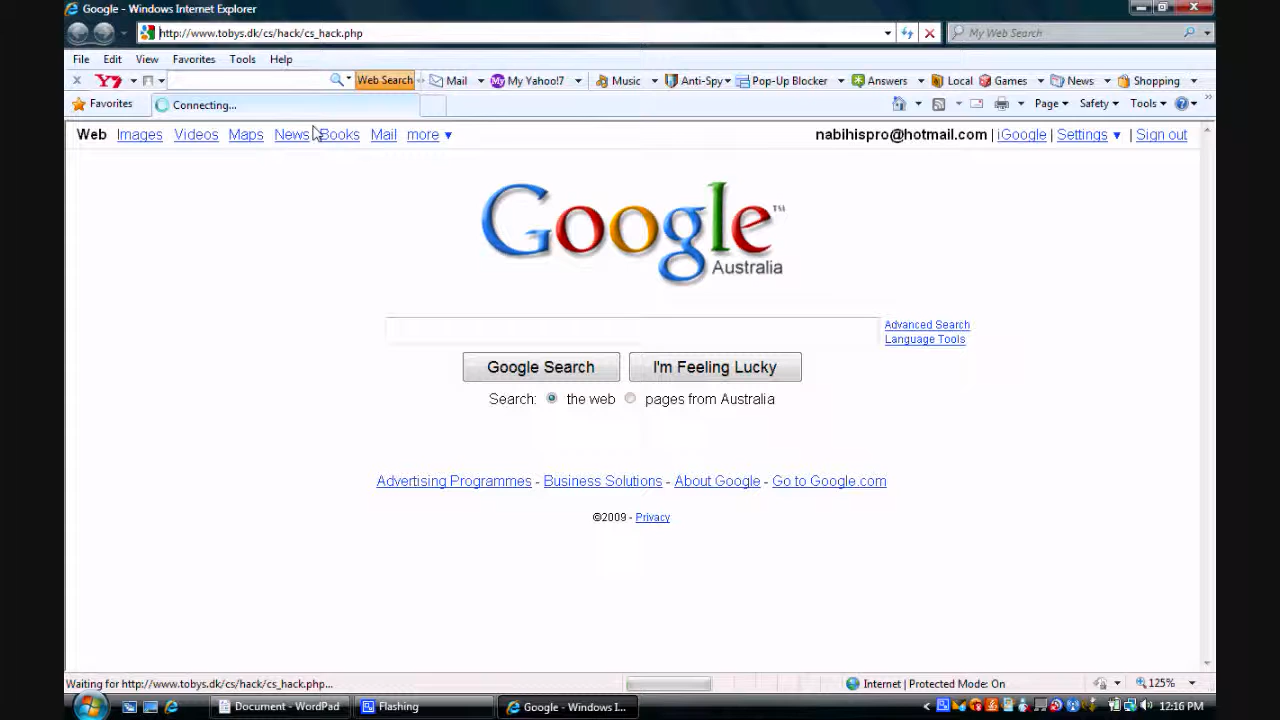 Google - Windows Internet Explorer
http://www.tobys.dk/cs/hack/cs_hack.php My Web Search
File Edit View Favorites Tools Help
Y7 Web Search Mail My Yahoo!7 Music Anti-Spy Pop-Up Blocker Answers Local Games News Shopping
Favorites Connecting... Page Safety Tools
Web Images Videos Maps News Books Mail more nabihispro@hotmail.com | iGoogle | Settings | Sign out
Google™
Australia
Advanced Search
Language Tools
Google Search I'm Feeling Lucky
Search: the web pages from Australia
Advertising Programmes - Business Solutions - About Google - Go to Google.com
©2009 - Privacy
Waiting for http://www.tobys.dk/cs/hack/cs_hack.php... Internet | Protected Mode: On 125%
Document - WordPad Flashing Google - Windows I... 12:16 PM